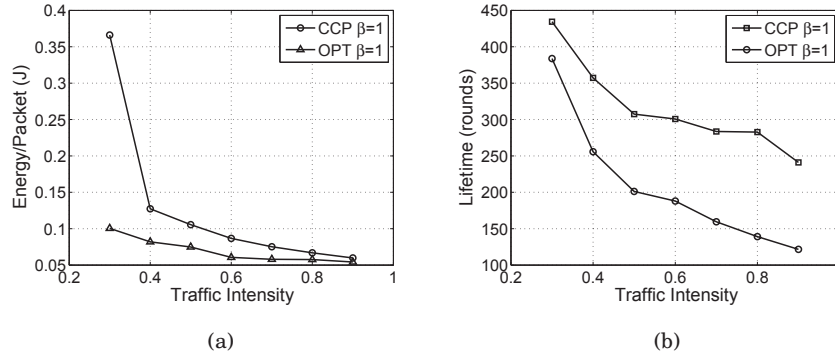 0.4
0.35
0.3
0.25
0.2
0.15
0.1
0.05
Energy/Packet (J)
CCP β=1
OPT β=1
0.2 0.4 0.6 0.8 1
Traffic Intensity
(a)
450
400
350
300
250
200
150
100
Lifetime (rounds)
CCP β=1
OPT β=1
0.2 0.4 0.6 0.8
Traffic Intensity
(b)